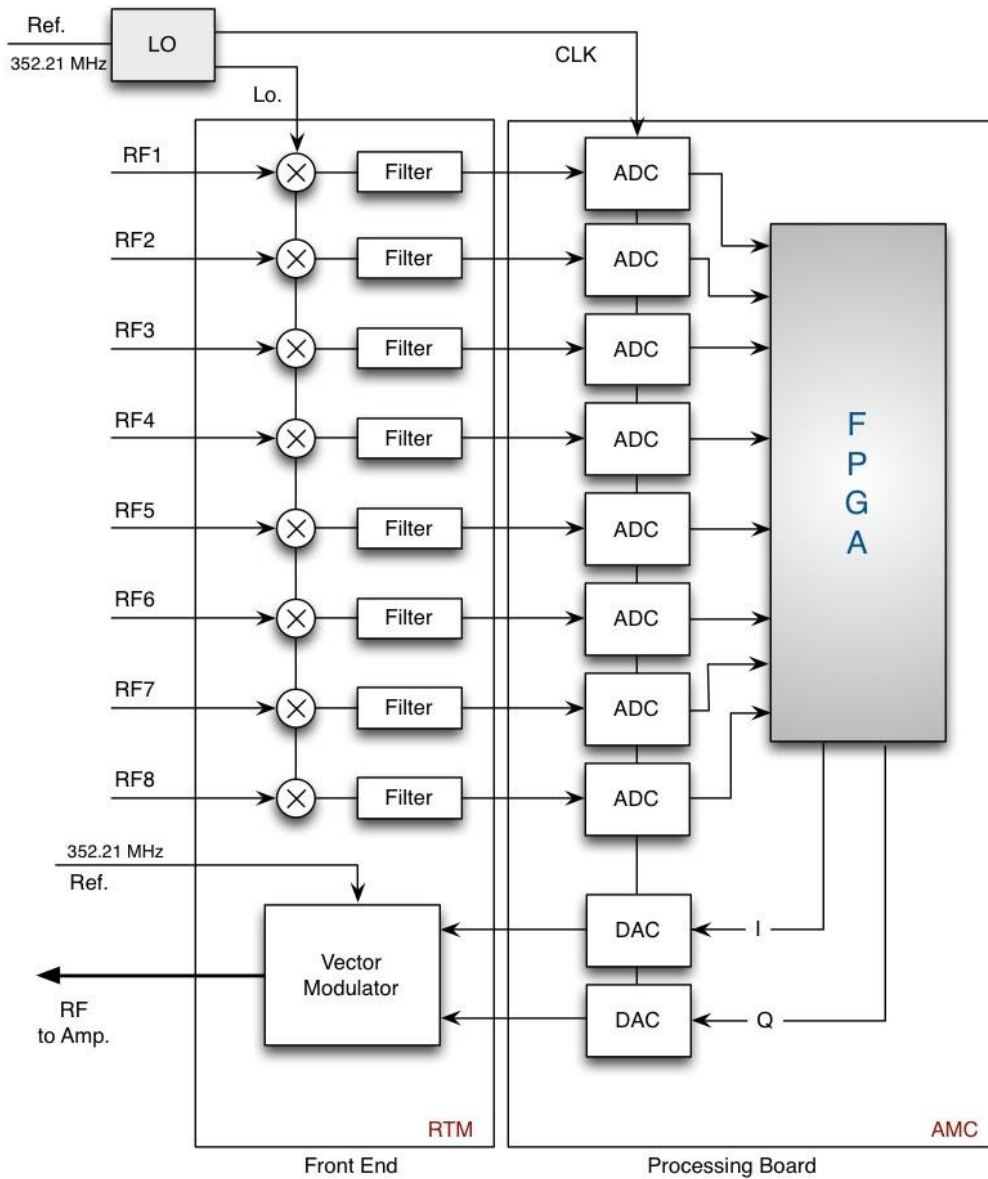 Ref.
352.21 MHz
LO
CLK
Lo.
RF1
Filter
ADC
RF2
Filter
ADC
RF3
Filter
ADC
RF4
Filter
ADC
RF5
Filter
ADC
RF6
Filter
ADC
RF7
Filter
ADC
RF8
Filter
ADC
F
P
G
A
352.21 MHz
Ref.
Vector
Modulator
DAC
I
DAC
Q
RF
to Amp.
RTM
AMC
Front End
Processing Board